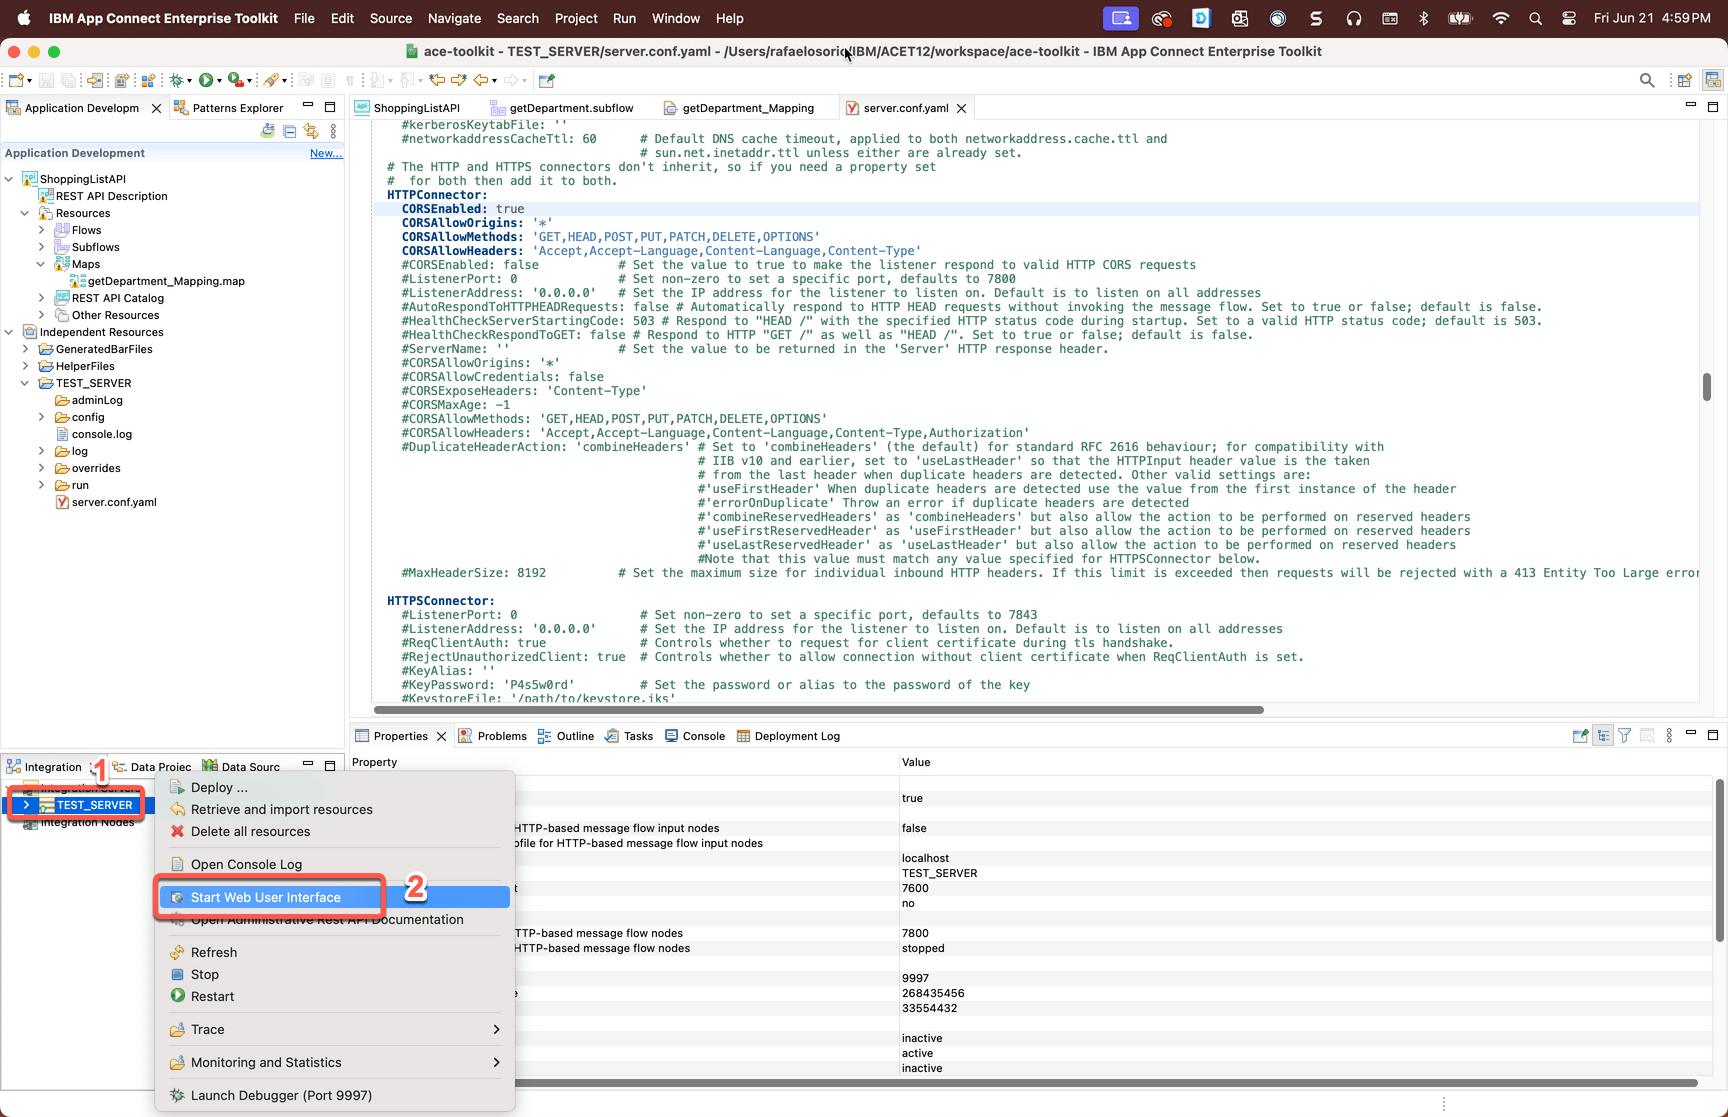 IBM App Connect Enterprise Toolkit File Edit Source Navigate Search Project Run Window Help Fri Jun 21 4:59 PM
ace-toolkit - TEST_SERVER/server.conf.yaml - /Users/rafaelosorio/IBM/ACET12/workspace/ace-toolkit - IBM App Connect Enterprise Toolkit
Application Developm Patterns Explorer
Application Development New...
ShoppingListAPI
REST API Description
Resources
Flows
Subflows
Maps
getDepartment_Mapping.map
REST API Catalog
Other Resources
Independent Resources
GeneratedBarFiles
HelperFiles
TEST_SERVER
adminLog
config
console.log
log
overrides
run
server.conf.yaml
ShoppingListAPI getDepartment.subflow getDepartment_Mapping server.conf.yaml
#kerberosKeytabFile: ''
#networkaddressCacheTtl: 60 # Default DNS cache timeout, applied to both networkaddress.cache.ttl and
# sun.net.inetaddr.ttl unless either are already set.
# The HTTP and HTTPS connectors don't inherit, so if you need a property set
# for both then add it to both.
HTTPConnector:
CORSEnabled: true
CORSAllowOrigins: '*'
CORSAllowMethods: 'GET,HEAD,POST,PUT,PATCH,DELETE,OPTIONS'
CORSAllowHeaders: 'Accept,Accept-Language,Content-Language,Content-Type'
#CORSEnabled: false # Set the value to true to make the listener respond to valid HTTP CORS requests
#ListenerPort: 0 # Set non-zero to set a specific port, defaults to 7800
#ListenerAddress: '0.0.0.0' # Set the IP address for the listener to listen on. Default is to listen on all addresses
#AutoRespondToHTTPHEADRequests: false # Automatically respond to HTTP HEAD requests without invoking the message flow. Set to true or false; default is false.
#HealthCheckServerStartingCode: 503 # Respond to "HEAD /" with the specified HTTP status code during startup. Set to a valid HTTP status code; default is 503.
#HealthCheckRespondToGET: false # Respond to HTTP "GET /" as well as "HEAD /". Set to true or false; default is false.
#ServerName: '' # Set the value to be returned in the 'Server' HTTP response header.
#CORSAllowOrigins: '*'
#CORSAllowCredentials: false
#CORSExposeHeaders: 'Content-Type'
#CORSMaxAge: -1
#CORSAllowMethods: 'GET,HEAD,POST,PUT,PATCH,DELETE,OPTIONS'
#CORSAllowHeaders: 'Accept,Accept-Language,Content-Language,Content-Type,Authorization'
#DuplicateHeaderAction: 'combineHeaders' # Set to 'combineHeaders' (the default) for standard RFC 2616 behaviour; for compatibility with
# IIB v10 and earlier, set to 'useLastHeader' so that the HTTPInput header value is the taken
# from the last header when duplicate headers are detected. Other valid settings are:
#'useFirstHeader' When duplicate headers are detected use the value from the first instance of the header
#'errorOnDuplicate' Throw an error if duplicate headers are detected
#'combineReservedHeaders' as 'combineHeaders' but also allow the action to be performed on reserved headers
#'useFirstReservedHeader' as 'useFirstHeader' but also allow the action to be performed on reserved headers
#'useLastReservedHeader' as 'useLastHeader' but also allow the action to be performed on reserved headers
#Note that this value must match any value specified for HTTPSConnector below.
#MaxHeaderSize: 8192 # Set the maximum size for individual inbound HTTP headers. If this limit is exceeded then requests will be rejected with a 413 Entity Too Large error
HTTPSConnector:
#ListenerPort: 0 # Set non-zero to set a specific port, defaults to 7843
#ListenerAddress: '0.0.0.0' # Set the IP address for the listener to listen on. Default is to listen on all addresses
#ReqClientAuth: true # Controls whether to request for client certificate during tls handshake.
#RejectUnauthorizedClient: true # Controls whether to allow connection without client certificate when ReqClientAuth is set.
#KeyAlias: ''
#KeyPassword: 'P4s5w0rd' # Set the password or alias to the password of the key
#KeystoreFile: '/path/to/keystore.jks'
Integration 1 Data Projec Data Sourc
Integration Servers
TEST_SERVER
Integration Nodes
Deploy ...
Retrieve and import resources
Delete all resources
Open Console Log
Start Web User Interface 2
Open Administrative Rest API Documentation
Refresh
Stop
Restart
Trace
Monitoring and Statistics
Launch Debugger (Port 9997)
Properties Problems Outline Tasks Console Deployment Log
Property Value
true
HTTP-based message flow input nodes false
ofile for HTTP-based message flow input nodes
localhost
TEST_SERVER
t 7600
no
TTP-based message flow nodes 7800
HTTP-based message flow nodes stopped
9997
e 268435456
33554432
inactive
active
inactive